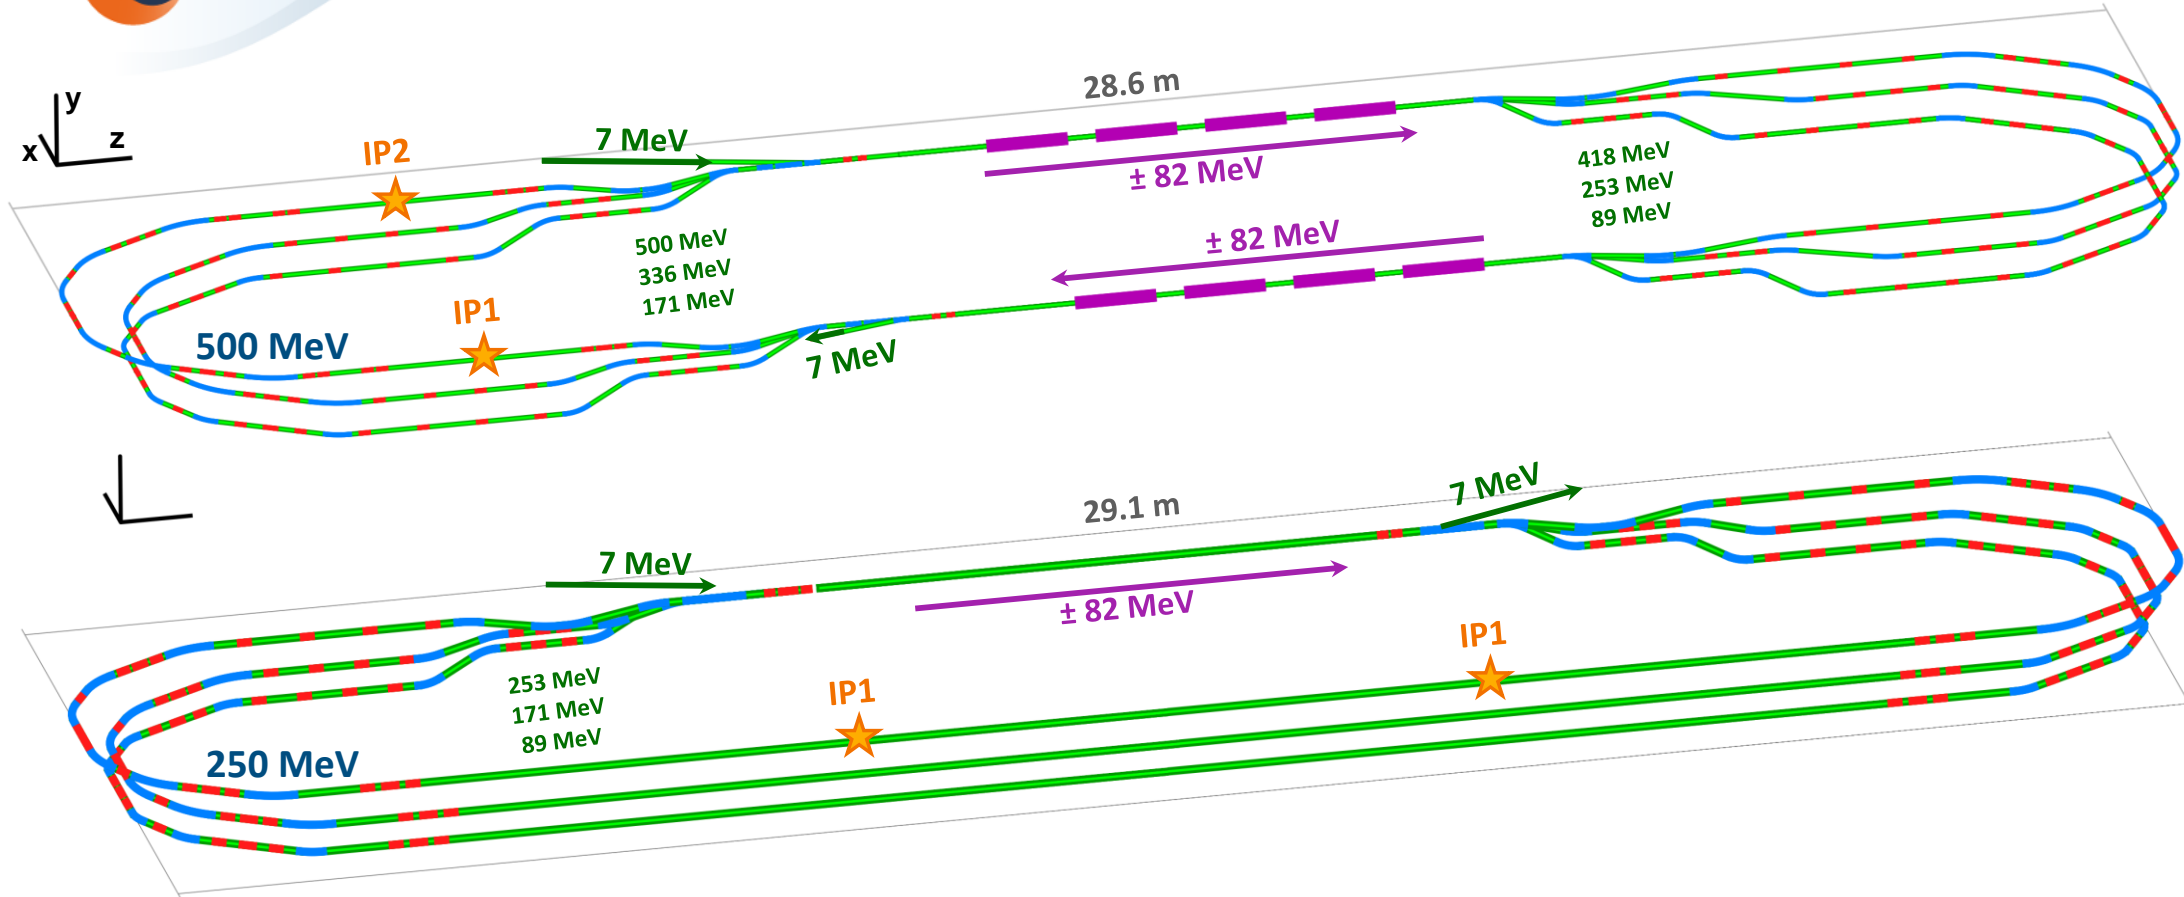 y
x
z
28.6 m
7 MeV
IP2
± 82 MeV
418 MeV
253 MeV
89 MeV
500 MeV
336 MeV
171 MeV
± 82 MeV
IP1
500 MeV
7 MeV
7 MeV
29.1 m
7 MeV
± 82 MeV
IP1
253 MeV
171 MeV
89 MeV
IP1
250 MeV